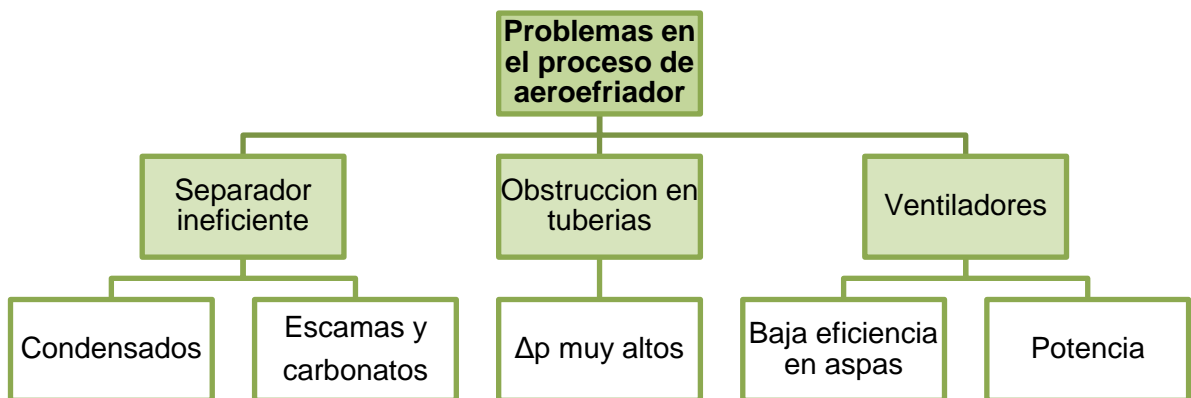 Problemas en
el proceso de
aeroefriador
Separador
ineficiente
Obstruccion en
tuberias
Ventiladores
Condensados
Escamas y
carbonatos
Δp muy altos
Baja eficiencia
en aspas
Potencia